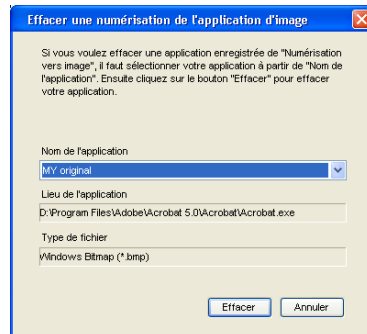 Effacer une numérisation de l'application d'image
Si vous voulez effacer une application enregistrée de "Numérisation
vers image", il faut sélectionner votre application à partir de "Nom de
l'application". Ensuite cliquez sur le bouton "Effacer" pour effacer
votre application.
Nom de l'application
MY original
Lieu de l'application
D:\Program Files\Adobe\Acrobat 5.0\Acrobat\Acrobat.exe
Type de fichier
Windows Bitmap (*.bmp)
Effacer Annuler